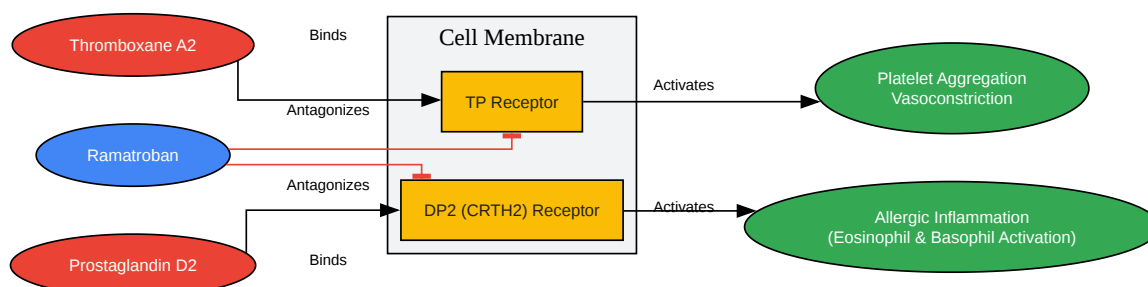 Thromboxane A2
Binds
Cell Membrane
TP Receptor
Activates
Platelet Aggregation
Vasoconstriction
Antagonizes
Ramatroban
Antagonizes
DP2 (CRTH2) Receptor
Activates
Allergic Inflammation
(Eosinophil & Basophil Activation)
Prostaglandin D2
Binds